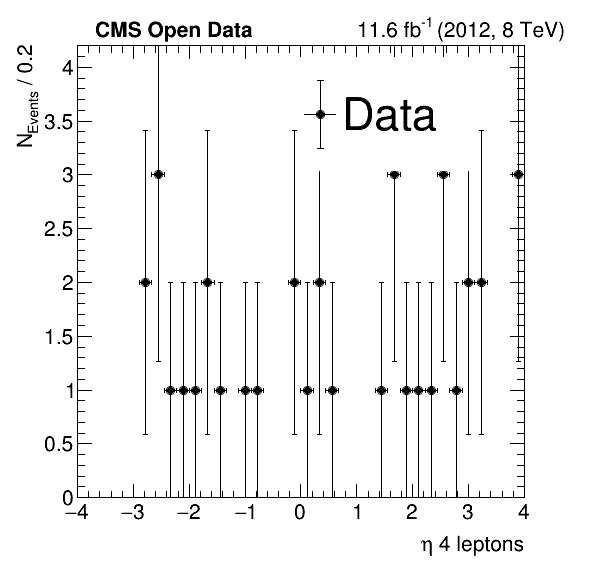 CMS Open Data
11.6 fb⁻¹ (2012, 8 TeV)
N_Events / 0.2
4
3.5
3
2.5
2
1.5
1
0.5
0
Data
−4 −3 −2 −1 0 1 2 3 4
η 4 leptons